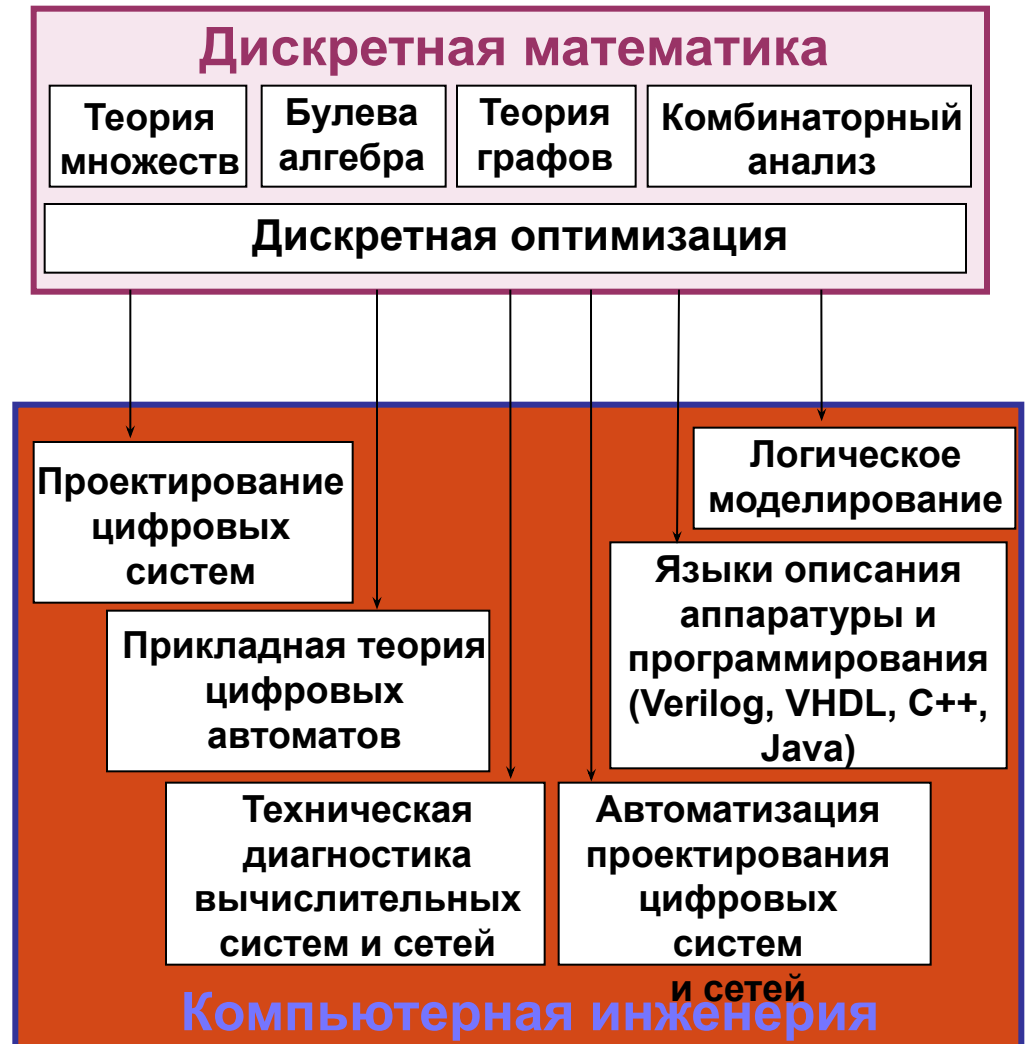 Дискретная математика
Теория
множеств
Булева
алгебра
Теория
графов
Комбинаторный
анализ
Дискретная оптимизация
Проектирование
цифровых
систем
Логическое
моделирование
Прикладная теория
цифровых
автоматов
Языки описания
аппаратуры и
программирования
(Verilog, VHDL, C++,
Java)
Техническая
диагностика
вычислительных
систем и сетей
Автоматизация
проектирования
цифровых
систем
и сетей
Компьютерная инженерия